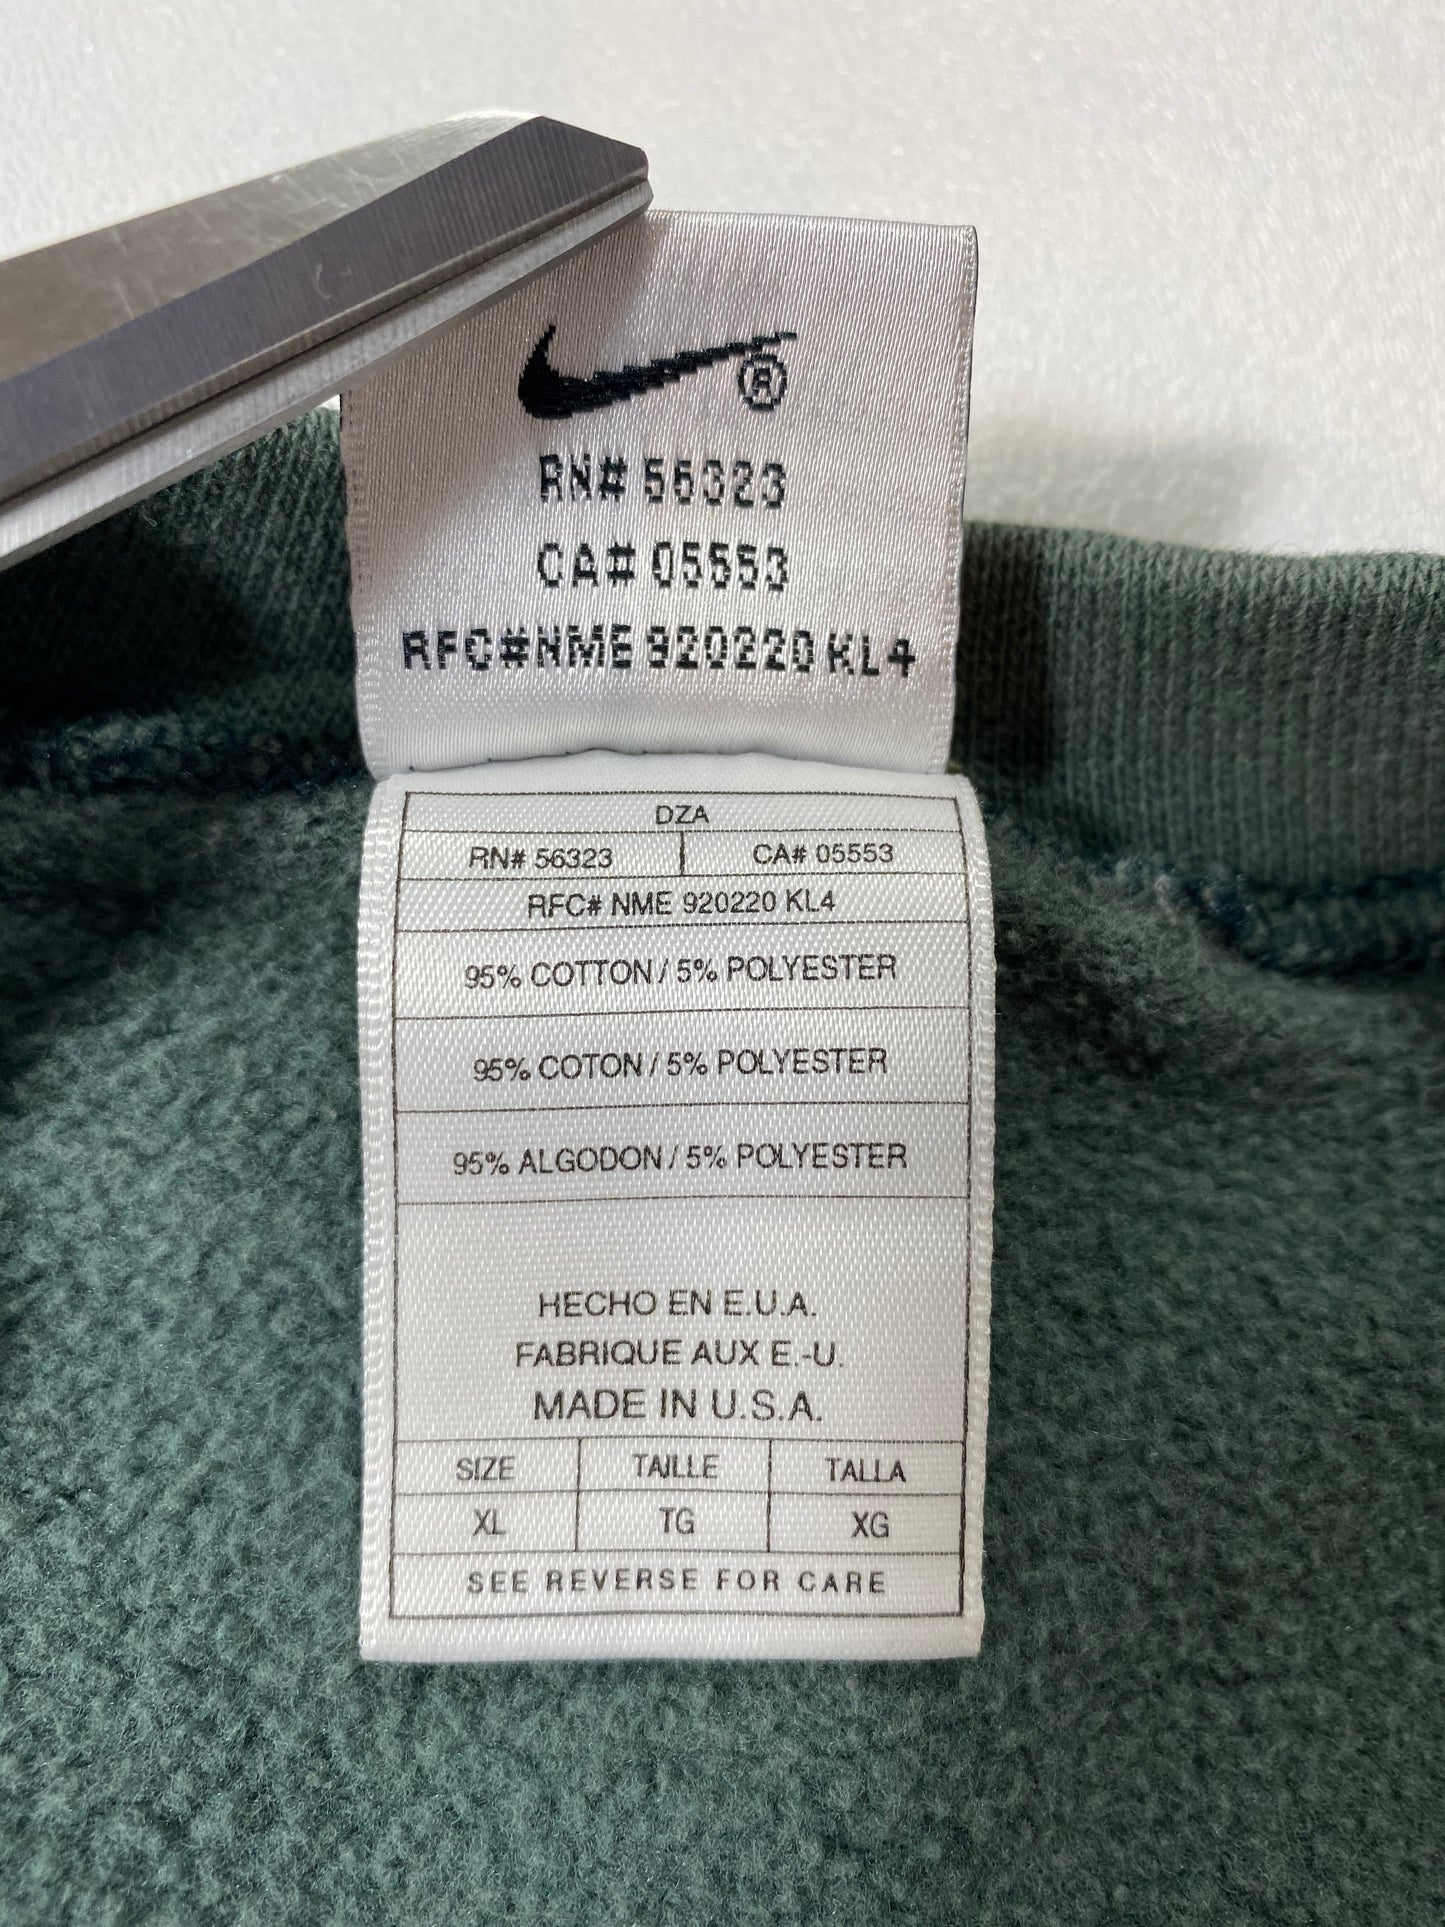 ®
RN# 56323
CA# 05553
RFC#NME 920220 KL4
DZA
RN# 56323 CA# 05553
RFC# NME 920220 KL4
95% COTTON / 5% POLYESTER
95% COTON / 5% POLYESTER
95% ALGODON / 5% POLYESTER
HECHO EN E.U.A.
FABRIQUE AUX E.-U.
MADE IN U.S.A.
SIZE TAILLE TALLA
XL TG XG
SEE REVERSE FOR CARE